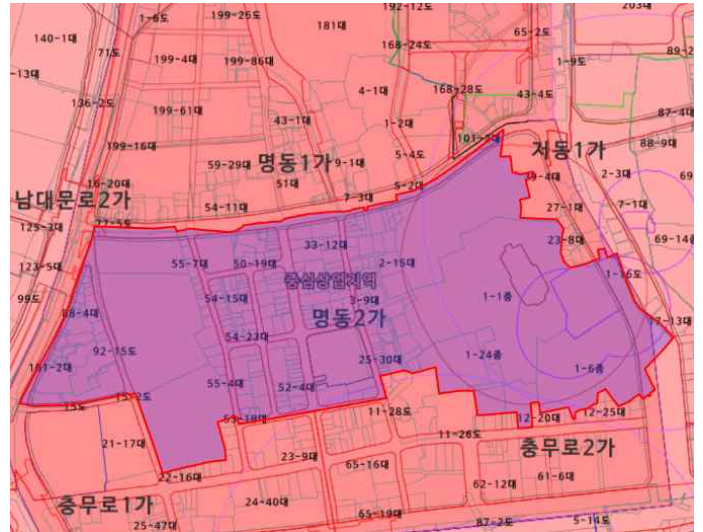 192-12도
203대
1-6도
199-26도
181대
65-2도
140-1대
71도
199-4대
199-86대
168-24도
1-9도
89-2
-13대
4-1대
168-28도
43-4도
136-2도
199-61대
43-1대
1-2대
87-4대
101-2대
199-16대
88-9대
59-29대
명동1가
9-1대
5-4도
저동1가
2-3대
69
16-20대
51대
39-4대
남대문로2가
54-11대
7-3대
5-2대
27-1대
7-1대
125-3대
33-12대
23-8대
69-14종
123-5대
55-7대
50-19대
2-15대
중심상업지역
1-16도
99도
54-15대
3-9대
1-1종
88-4대
명동2가
17-13대
54-23대
92-15도
25-30대
1-24종
161-2대
1-6종
55-4대
52-4대
15도
15-2도
53-18대
11-28도
12-20대
12-25대
21-17대
11-26도
충무로2가
23-9대
65-16대
22-16대
62-12대
61-6대
충무로1가
24-40대
65-19대
25-47대
87-2도
5-14도